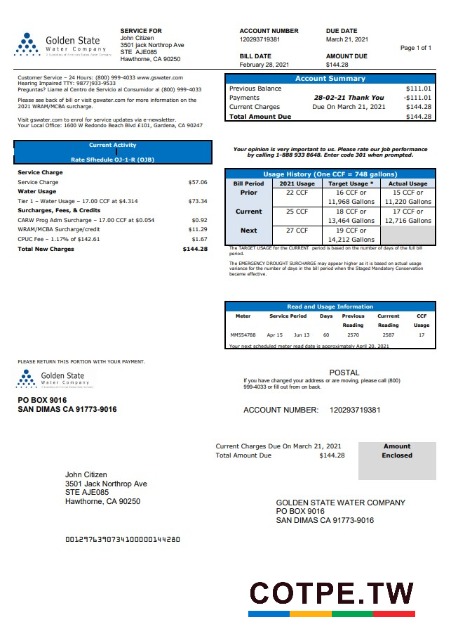 Golden State
Water Company
SERVICE FOR
John Citizen
3501 jack Northrop Ave
STE AJE085
Hawthorne, CA 90250
ACCOUNT NUMBER
120293719381
BILL DATE
February 28, 2021
DUE DATE
March 21, 2021
AMOUNT DUE
$144.28
Page 1 of 1
Customer Service – 24 Hours: (800) 999-4033 www.gswater.com
Hearing Impaired TTY: (877)933-9533
Preguntas? Llame al Centro de Servicio al Consumidor al (800) 999-4033
Please see back of bill or visit gswater.com for more information on the
2021 WRAM/MCBA surcharge.
Visit gswater.com to enrol for service updates via e-newsletter.
Your Local Office: 1600 W Redondo Beach Blvd #101, Gardena, CA 90247
Account Summary
Previous Balance $111.01
Payments 28-02-21 Thank You -$111.01
Current Charges Due On March 21, 2021 $144.28
Total Amount Due $144.28
Current Activity
Rate Sfhedule OJ-1-R (OJB)
Service Charge
Service Charge $57.06
Water Usage
Tier 1 – Water Usage – 17.00 CCF at $4.314 $73.34
Surcharges, Fees, & Credits
CARW Prog Adm Surcharge – 17.00 CCF at $0.054 $0.92
WRAM/MCBA Surcharge/credit $11.29
CPUC Fee – 1.17% of $142.61 $1.67
Total New Charges $144.28
Your opinion is very important to us. Please rate our job performance
by calling 1-888 933 8648. Enter code 301 when prompted.
Usage History (One CCF = 748 gallons)
Bill Period 2021 Usage Target Usage * Actual Usage
Prior 22 CCF 16 CCF or 15 CCF or
11,968 Gallons 11,220 Gallons
Current 25 CCF 18 CCF or 17 CCF or
13,464 Gallons 12,716 Gallons
Next 27 CCF 19 CCF or
14,212 Gallons
The TARGET USAGE for the CURRENT period is based on the number of days of the full bill
period.
The EMERGENCY DROUGHT SURCHARGE may appear higher as it is based on actual usage
variance for the number of days in the bill period when the Staged Mandatory Conservation
became effective.
Read and Usage Information
Meter Service Period Days Previous Current CCF
Reading Reading Usage
MM554788 Apr 15 Jun 13 60 2570 2587 17
Your next scheduled meter read date is approximately April 20, 2021
PLEASE RETURN THIS PORTION WITH YOUR PAYMENT.
Golden State
Water Company
PO BOX 9016
SAN DIMAS CA 91773-9016
POSTAL
If you have changed your address or are moving, please call (800)
999-4033 or fill out from on back.
ACCOUNT NUMBER: 120293719381
Current Charges Due On March 21, 2021
Total Amount Due $144.28
Amount
Enclosed
John Citizen
3501 Jack Northrop Ave
STE AJE085
Hawthorne, CA 90250
GOLDEN STATE WATER COMPANY
PO BOX 9016
SAN DIMAS CA 91773-9016
COTPE.TW